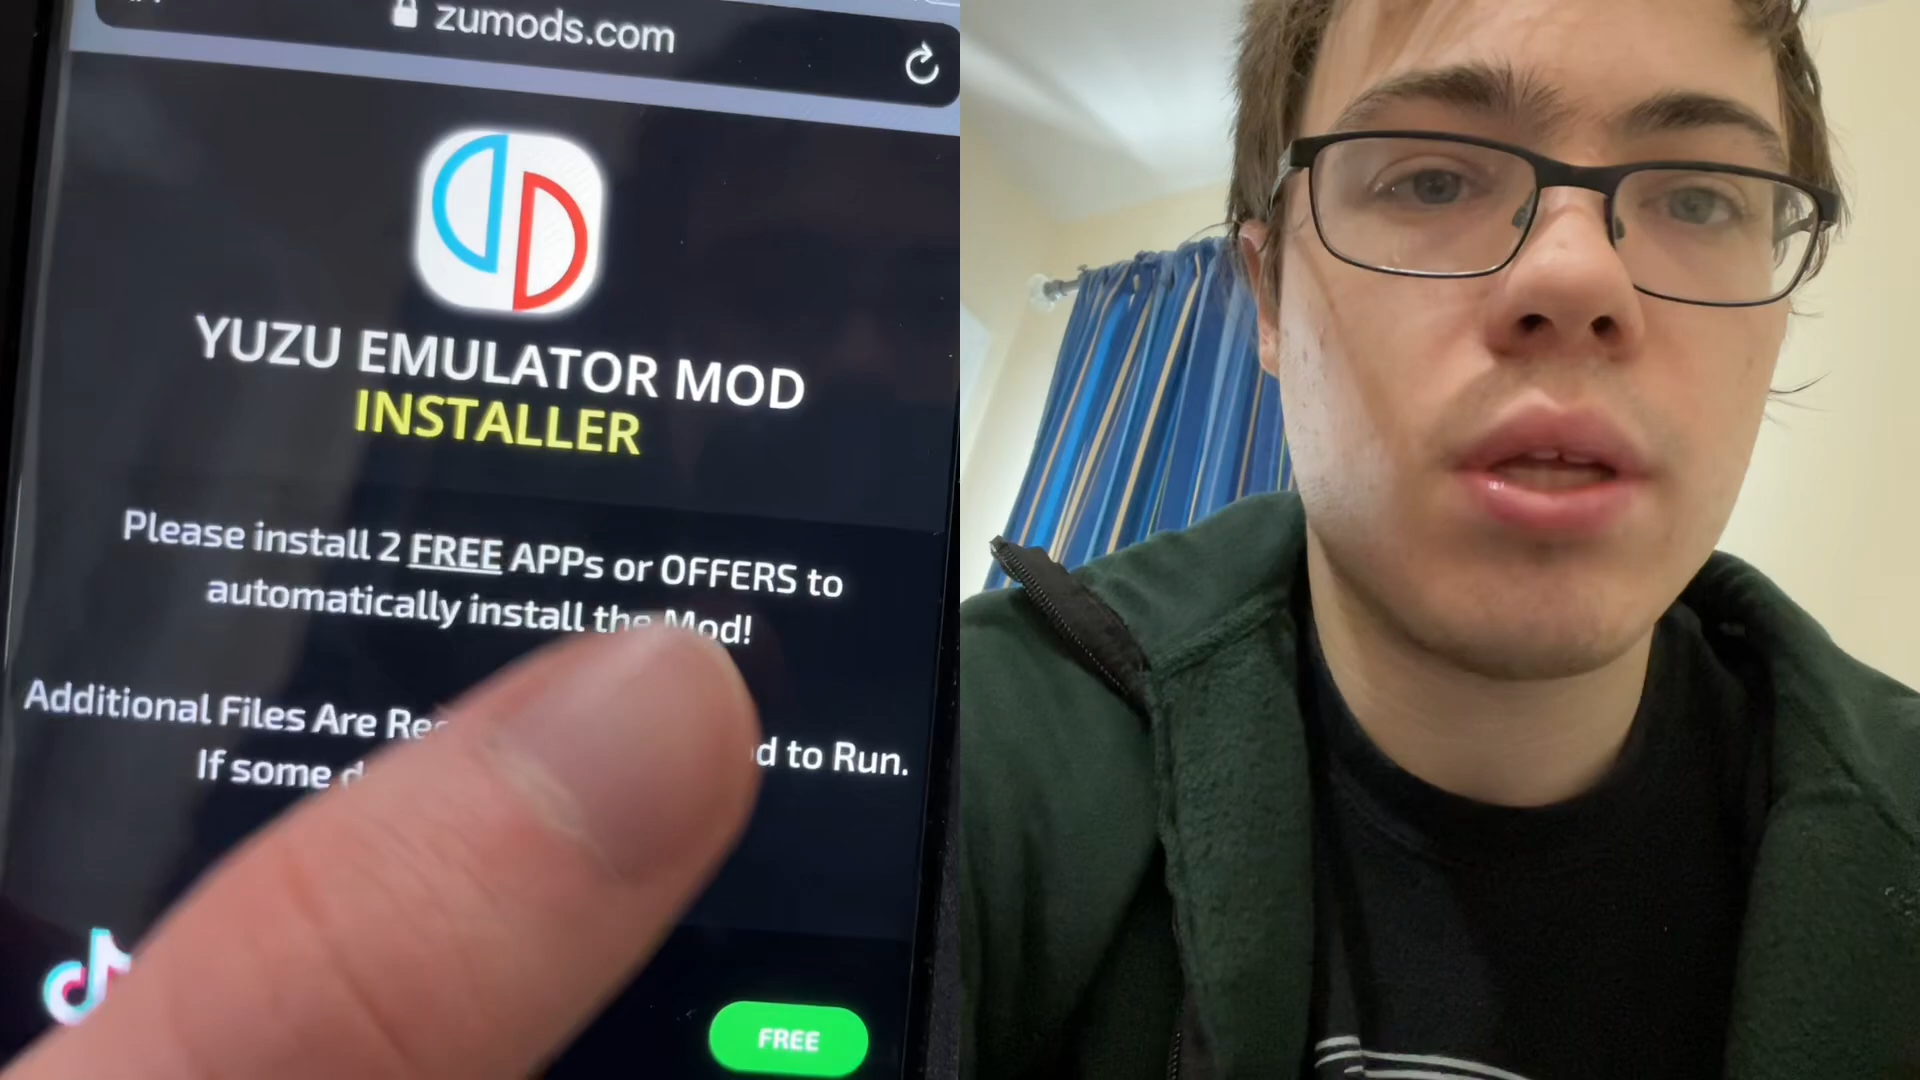 zumods.com
YUZU EMULATOR MOD
INSTALLER
Please install 2 FREE APPs or OFFERS to
automatically install the Mod!
Additional Files Are to Run.
If some
FREE